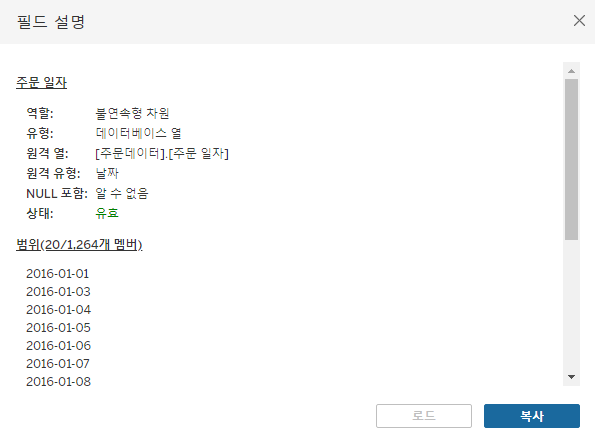 필드 설명
주문 일자
역할: 불연속형 차원
유형: 데이터베이스 열
원격 열: [주문데이터].[주문 일자]
원격 유형: 날짜
NULL 포함: 알 수 없음
상태: 유효
범위(20/1,264개 멤버)
2016-01-01
2016-01-03
2016-01-04
2016-01-05
2016-01-06
2016-01-07
2016-01-08
로드 복사